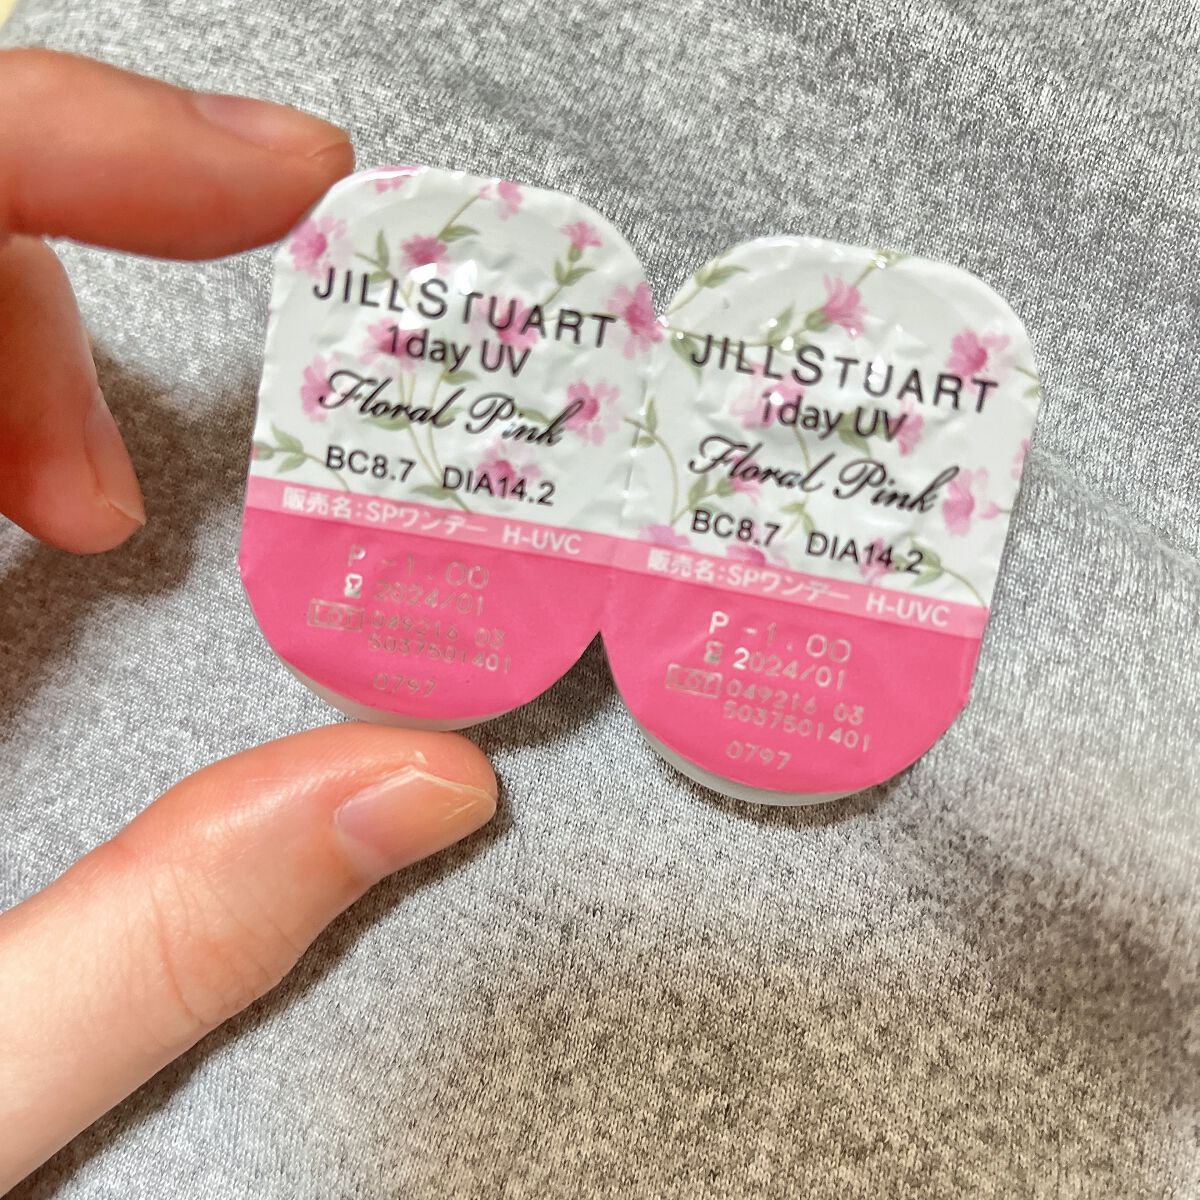 JILLSTUART
1day UV
Floral Pink
BC8.7 DIA14.2
販売名:SPワンデー H-UVC
P -1.00
2024/01
LOT 049216 03
5037501401
0797
JILLSTUART
1day UV
Floral Pink
BC8.7 DIA14.2
販売名:SPワンデー H-UVC
P -1.00
2024/01
LOT 049216 03
5037501401
0797